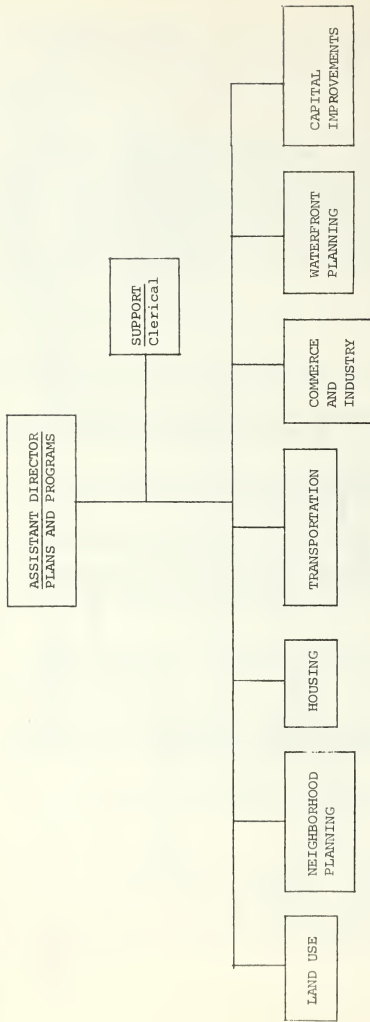 ASSISTANT DIRECTOR
PLANS AND PROGRAMS
SUPPORT
Clerical
LAND USE
NEIGHBORHOOD
PLANNING
HOUSING
TRANSPORTATION
COMMERCE
AND
INDUSTRY
WATERFRONT
PLANNING
CAPITAL
IMPROVEMENTS